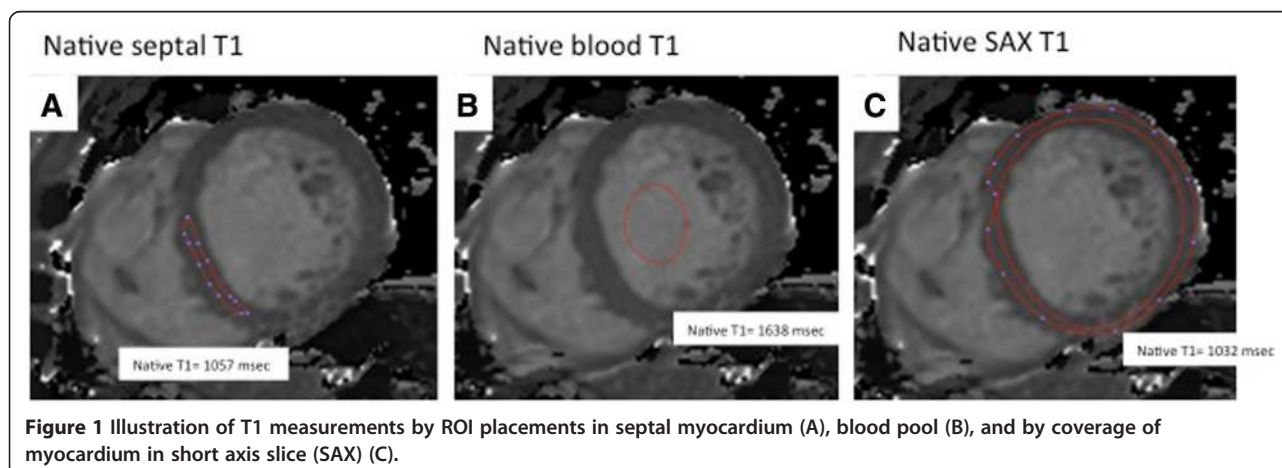 Native septal T1
Native blood T1
Native SAX T1
A
B
C
Native T1= 1057 msec
Native T1= 1638 msec
Native T1= 1032 msec
Figure 1 Illustration of T1 measurements by ROI placements in septal myocardium (A), blood pool (B), and by coverage of
myocardium in short axis slice (SAX) (C).